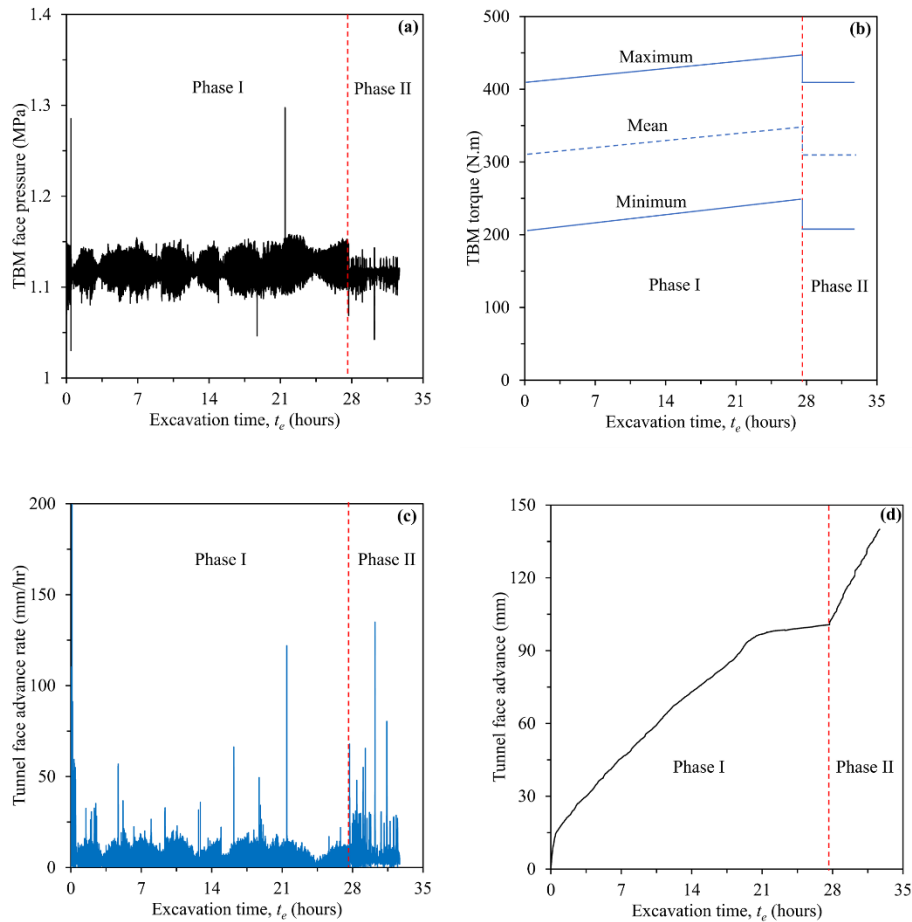 (a)
1.4
1.3
1.2
1.1
1
TBM face pressure (MPa)
Phase I
Phase II
0 7 14 21 28 35
Excavation time, te (hours)
(b)
500
400
300
200
100
0
TBM torque (N.m)
Maximum
Mean
Minimum
Phase I
Phase II
0 7 14 21 28 35
Excavation time, te (hours)
(c)
200
150
100
50
0
Tunnel face advance rate (mm/hr)
Phase I
Phase II
0 7 14 21 28 35
Excavation time, te (hours)
(d)
150
120
90
60
30
0
Tunnel face advance (mm)
Phase I
Phase II
0 7 14 21 28 35
Excavation time, te (hours)